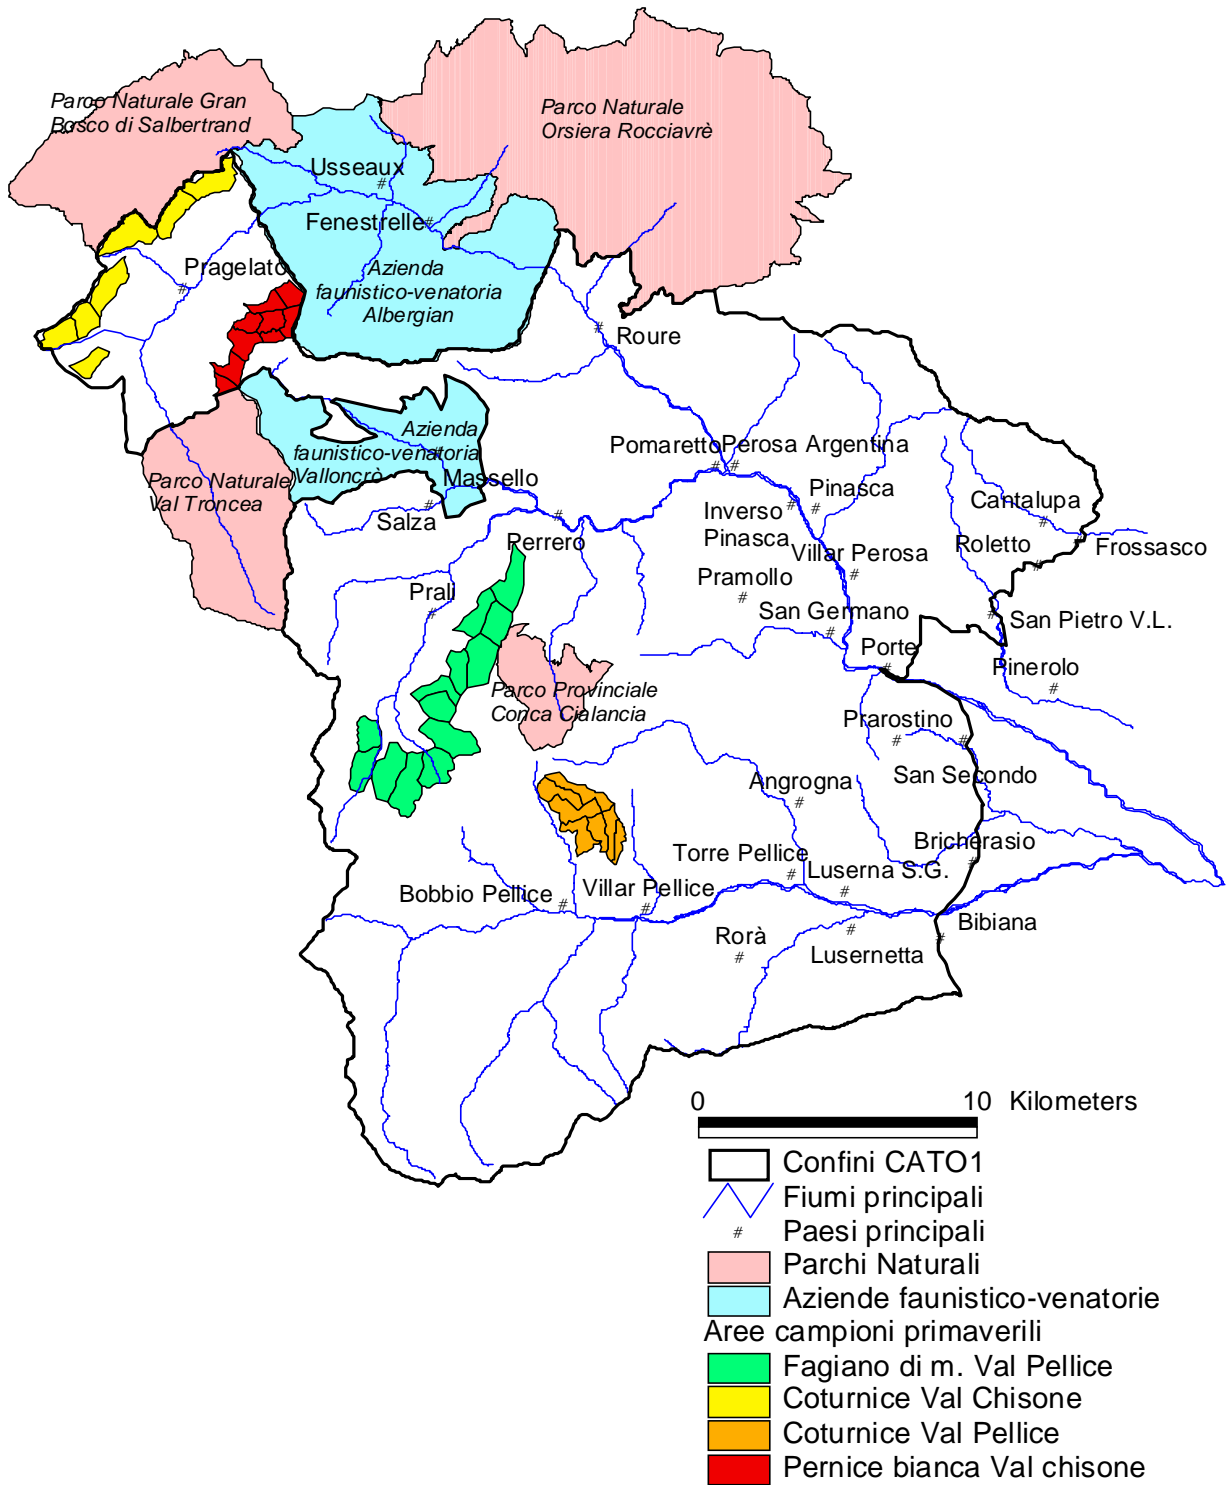 Parco Naturale Gran
Bosco di Salbertrand
Parco Naturale
Orsiera Rocciavrè
Usseaux
#
Fenestrelle#
Pragelato
#
Azienda
faunistico-venatoria
Albergian
#
Roure
Azienda
faunistico-venatoria
Valloncrò
Massello
Parco Naturale
Val Troncea
#
Salza
Pomaretto
#
Perosa Argentina
#
Pinasca
#
Inverso
Pinasca
#
Cantalupa
#
Roletto
#
Frossasco
#
Perrero
#
Villar Perosa
#
Pramollo
#
Prali
#
San Germano
#
San Pietro V.L.
#
Porte
#
Pinerolo
#
Parco Provinciale
Conca Cialancia
Prarostino
#
San Secondo
#
Angrogna
#
Bricherasio
#
Torre Pellice
#
Luserna S.G.
#
Villar Pellice
#
Bobbio Pellice
#
Bibiana
#
Rorà
#
Lusernetta
#
0 10 Kilometers
Confini CATO1
Fiumi principali
# Paesi principali
Parchi Naturali
Aziende faunistico-venatorie
Aree campioni primaverili
Fagiano di m. Val Pellice
Coturnice Val Chisone
Coturnice Val Pellice
Pernice bianca Val chisone